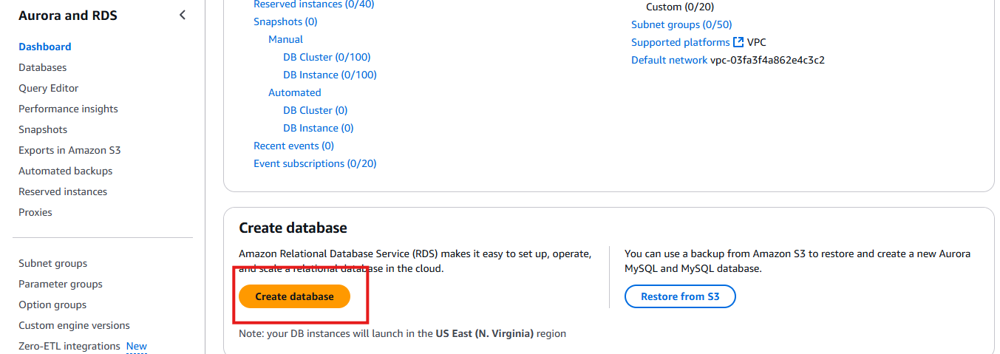 Aurora and RDS
Dashboard
Databases
Query Editor
Performance insights
Snapshots
Exports in Amazon S3
Automated backups
Reserved instances
Proxies
Subnet groups
Parameter groups
Option groups
Custom engine versions
Zero-ETL integrations New
Reserved instances (0/40)
Snapshots (0)
Manual
DB Cluster (0/100)
DB Instance (0/100)
Automated
DB Cluster (0)
DB Instance (0)
Recent events (0)
Event subscriptions (0/20)
Custom (0/20)
Subnet groups (0/50)
Supported platforms VPC
Default network vpc-03fa3f4a862e4c3c2
Create database
Amazon Relational Database Service (RDS) makes it easy to set up, operate,
and scale a relational database in the cloud.
Create database
You can use a backup from Amazon S3 to restore and create a new Aurora
MySQL and MySQL database.
Restore from S3
Note: your DB instances will launch in the US East (N. Virginia) region